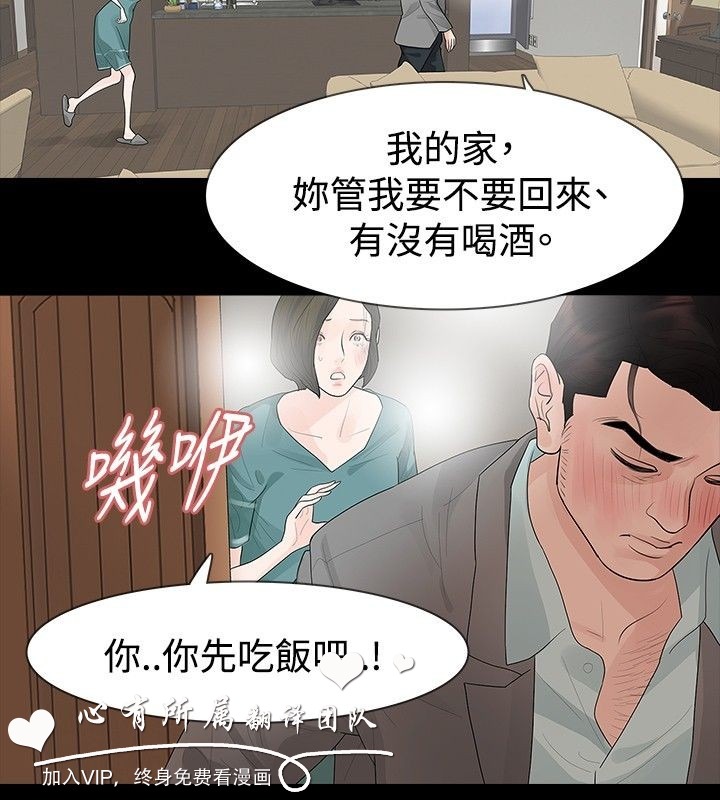 我的家，
妳管我要不要回來、
有沒有喝酒。
嘰咿
你..你先吃飯吧..!
心有所属翻译团队
加入VIP，终身免费看漫画